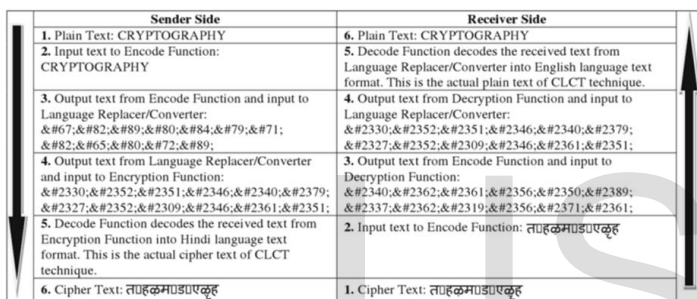 Sender Side
Receiver Side
1. Plain Text: CRYPTOGRAPHY
6. Plain Text: CRYPTOGRAPHY
2. Input text to Encode Function:
CRYPTOGRAPHY
5. Decode Function decodes the received text from
Language Replacer/Converter into English language text
format. This is the actual plain text of CLCT technique.
3. Output text from Encode Function and input to
Language Replacer/Converter:
&#67;&#82;&#89;&#80;&#84;&#79;&#71;
&#82;&#65;&#80;&#72;&#89;
4. Output text from Decryption Function and input to
Language Replacer/Converter:
&#2330;&#2352;&#2351;&#2346;&#2340;&#2379;
&#2327;&#2352;&#2309;&#2346;&#2361;&#2351;
4. Output text from Language Replacer/Converter
and input to Encryption Function:
&#2330;&#2352;&#2351;&#2346;&#2340;&#2379;
&#2327;&#2352;&#2309;&#2346;&#2361;&#2351;
3. Output text from Encode Function and input to
Decryption Function:
&#2340;&#2362;&#2361;&#2356;&#2350;&#2389;
&#2337;&#2362;&#2319;&#2356;&#2371;&#2361;
5. Decode Function decodes the received text from
Encryption Function into Hindi language text
format. This is the actual cipher text of CLCT
technique.
2. Input text to Encode Function: त□हऴम□ड□एऴृह
6. Cipher Text: त□हऴम□ड□एऴृह
1. Cipher Text: त□हऴम□ड□एऴृह